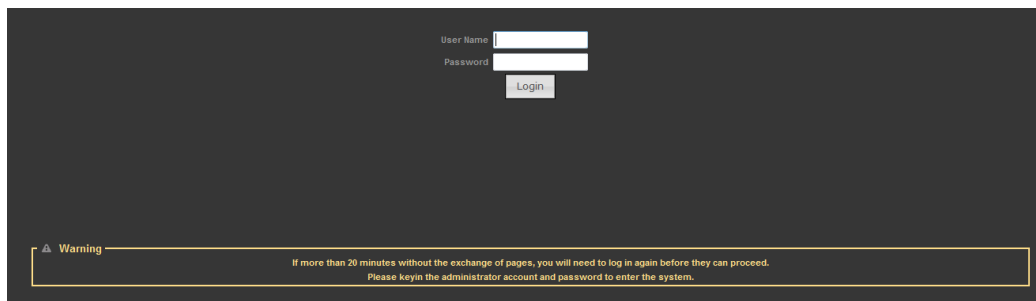 User Name
Password
Login
Warning
If more than 20 minutes without the exchange of pages, you will need to log in again before they can proceed.
Please keyin the administrator account and password to enter the system.